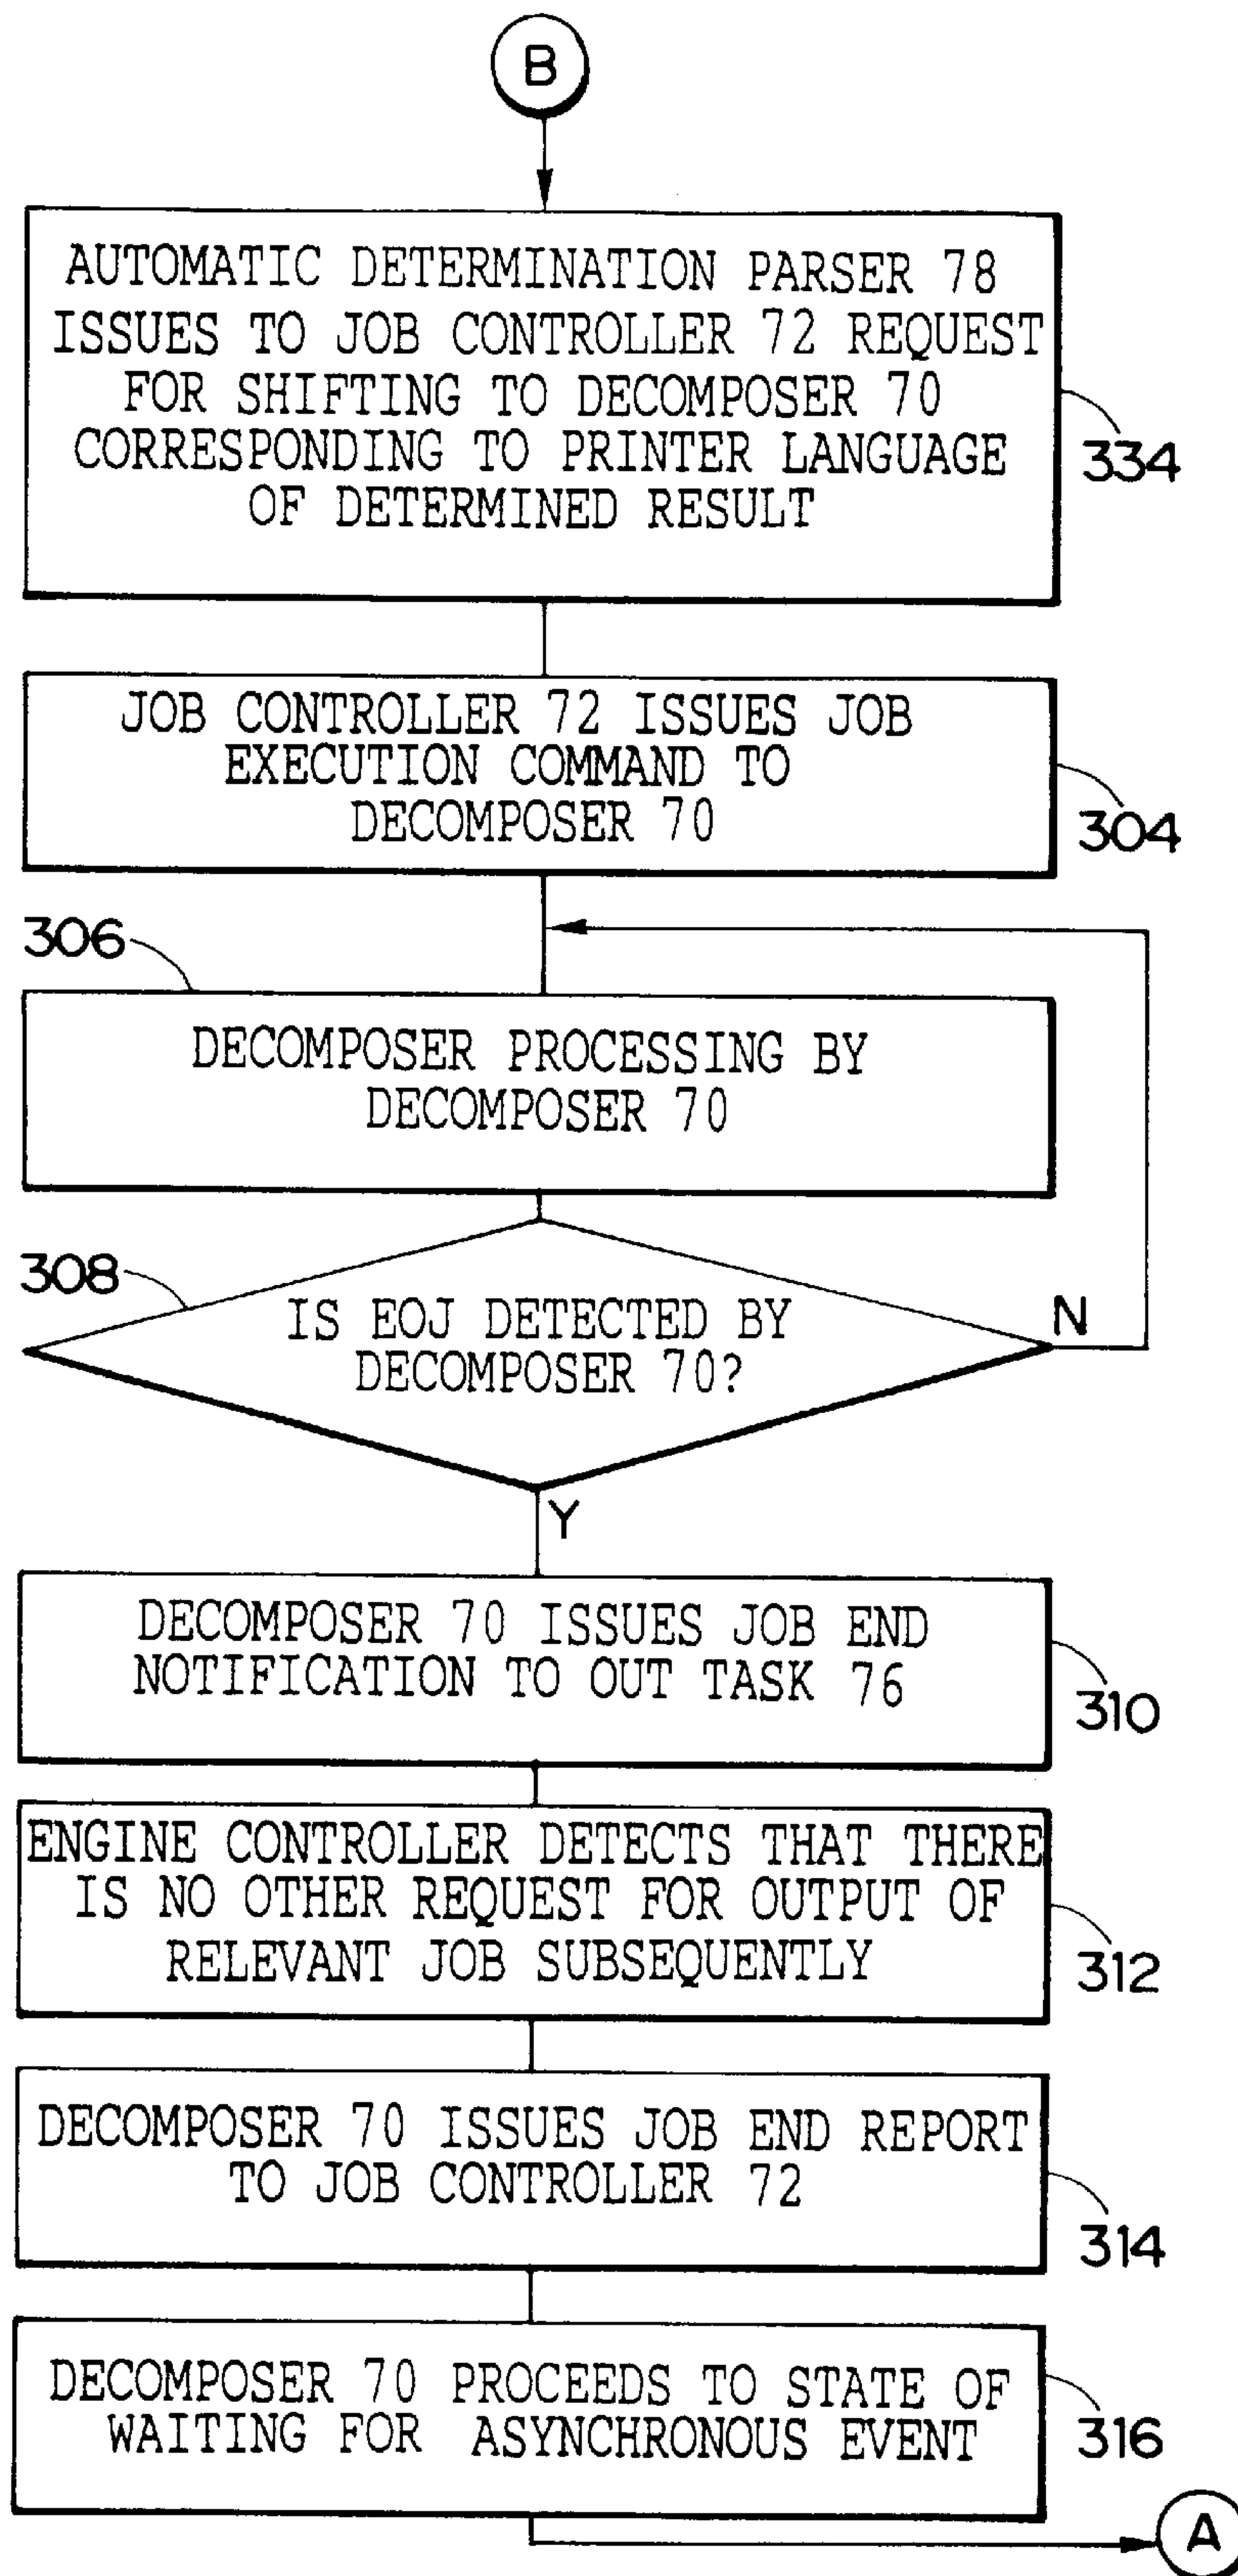 B
AUTOMATIC DETERMINATION PARSER 78
ISSUES TO JOB CONTROLLER 72 REQUEST
FOR SHIFTING TO DECOMPOSER 70
CORRESPONDING TO PRINTER LANGUAGE
OF DETERMINED RESULT
334
JOB CONTROLLER 72 ISSUES JOB
EXECUTION COMMAND TO
DECOMPOSER 70
304
306
DECOMPOSER PROCESSING BY
DECOMPOSER 70
308
IS EOJ DETECTED BY
DECOMPOSER 70?
N
Y
DECOMPOSER 70 ISSUES JOB END
NOTIFICATION TO OUT TASK 76
310
ENGINE CONTROLLER DETECTS THAT THERE
IS NO OTHER REQUEST FOR OUTPUT OF
RELEVANT JOB SUBSEQUENTLY
312
DECOMPOSER 70 ISSUES JOB END REPORT
TO JOB CONTROLLER 72
314
DECOMPOSER 70 PROCEEDS TO STATE OF
WAITING FOR ASYNCHRONOUS EVENT
316
A